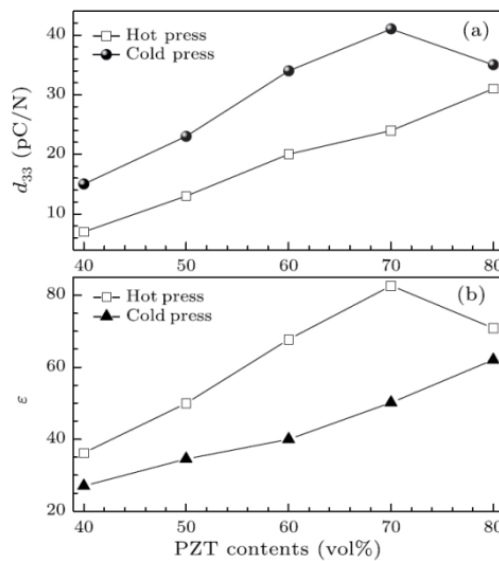 (a)
Hot press
Cold press
d33 (pC/N)
40
30
20
10
40 50 60 70 80
(b)
Hot press
Cold press
ε
80
60
40
20
40 50 60 70 80
PZT contents (vol%)